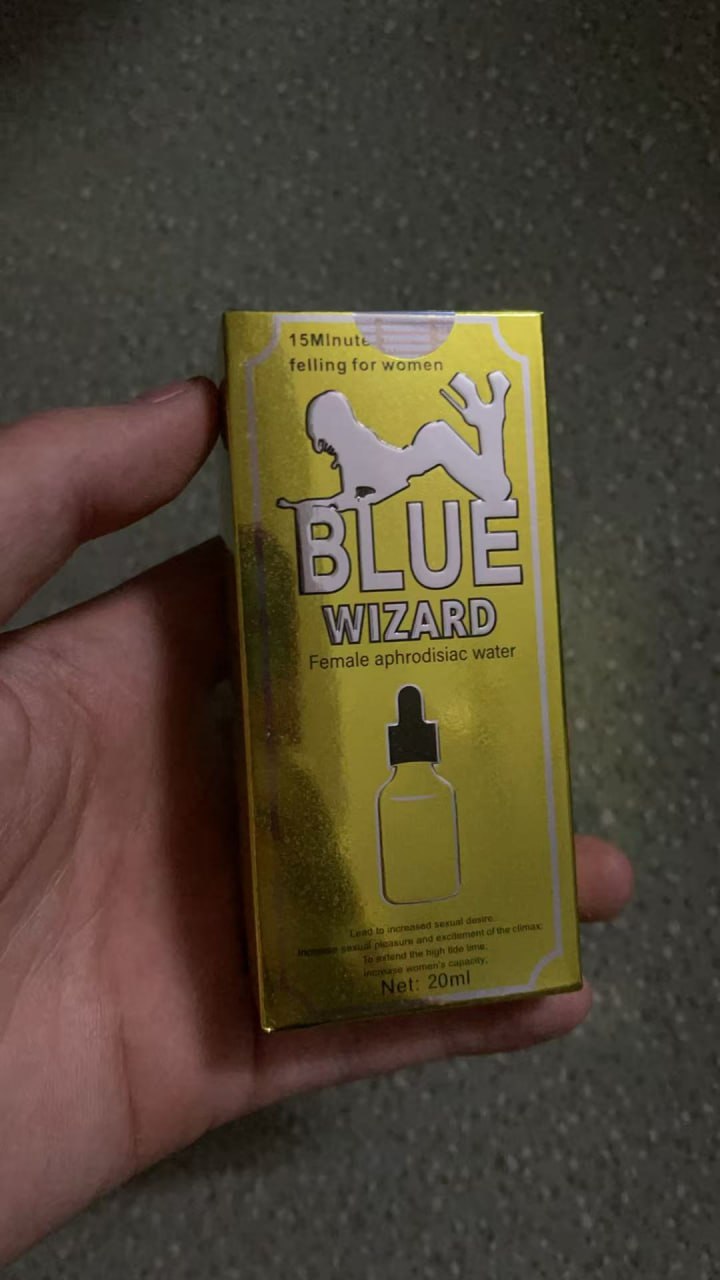 15MInute
felling for women
BLUE
WIZARD
Female aphrodisiac water
Lead to increased sexual desire.
Increase sexual pleasure and excitement of the climax;
To extend the high tide time;
increase women's capacity;
Net: 20ml